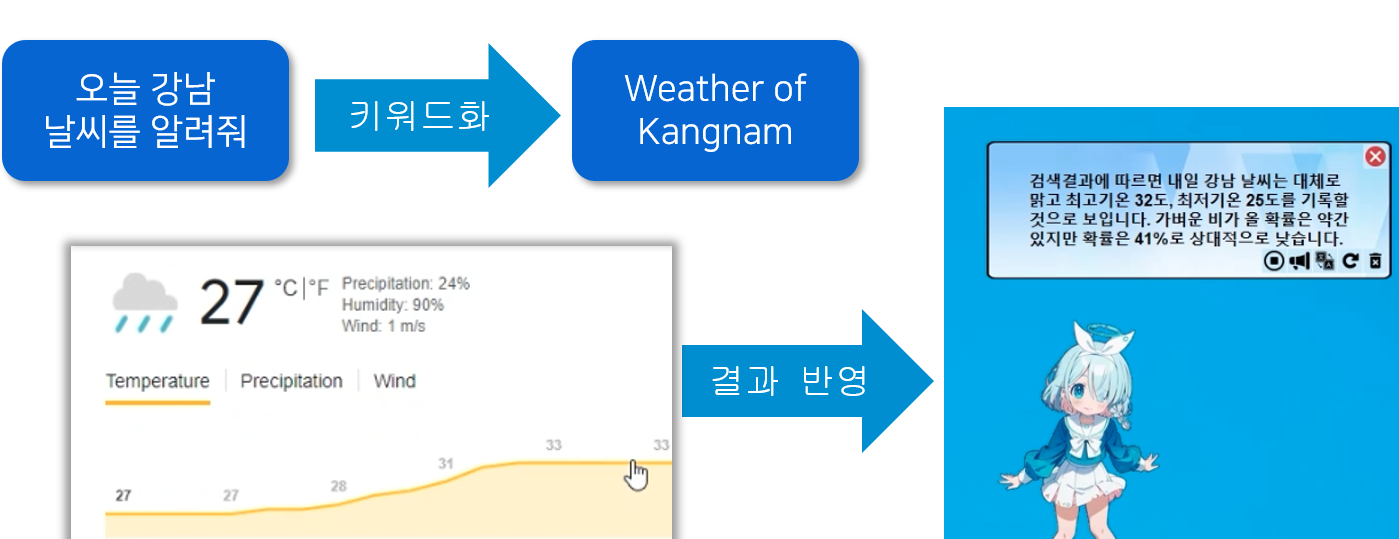 오늘 강남
날씨를 알려줘
키워드화
Weather of
Kangnam
검색결과에 따르면 내일 강남 날씨는 대체로
맑고 최고기온 32도, 최저기온 25도를 기록할
것으로 보입니다. 가벼운 비가 올 확률은 약간
있지만 확률은 41%로 상대적으로 낮습니다.
27 °C|°F
Precipitation: 24%
Humidity: 90%
Wind: 1 m/s
Temperature
Precipitation
Wind
27
27
28
31
33
33
결과 반영